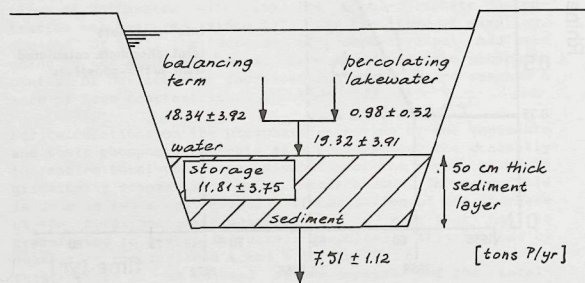 balancing
term
percolating
lakewater
18.34 ± 3.92
0.98 ± 0.52
19.32 ± 3.91
water
storage
11.81 ± 3.75
sediment
50 cm thick
sediment
layer
7.51 ± 1.12
[tons P/yr]